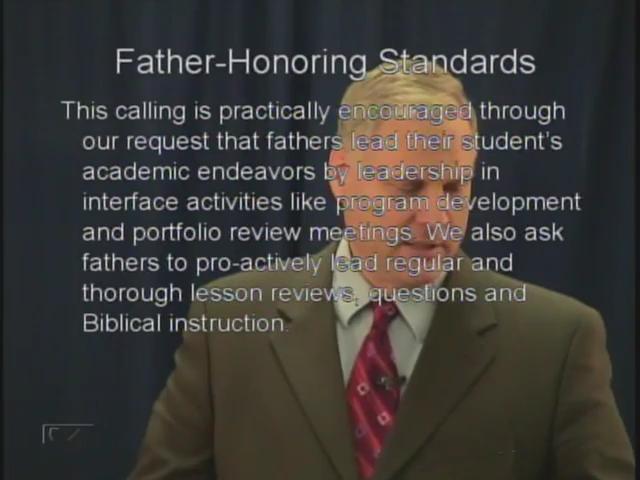 Father-Honoring Standards
This calling is practically encouraged through
our request that fathers lead their student's
academic endeavors by leadership in
interface activities like program development
and portfolio review meetings. We also ask
fathers to pro-actively lead regular and
thorough lesson reviews, questions and
Biblical instruction.